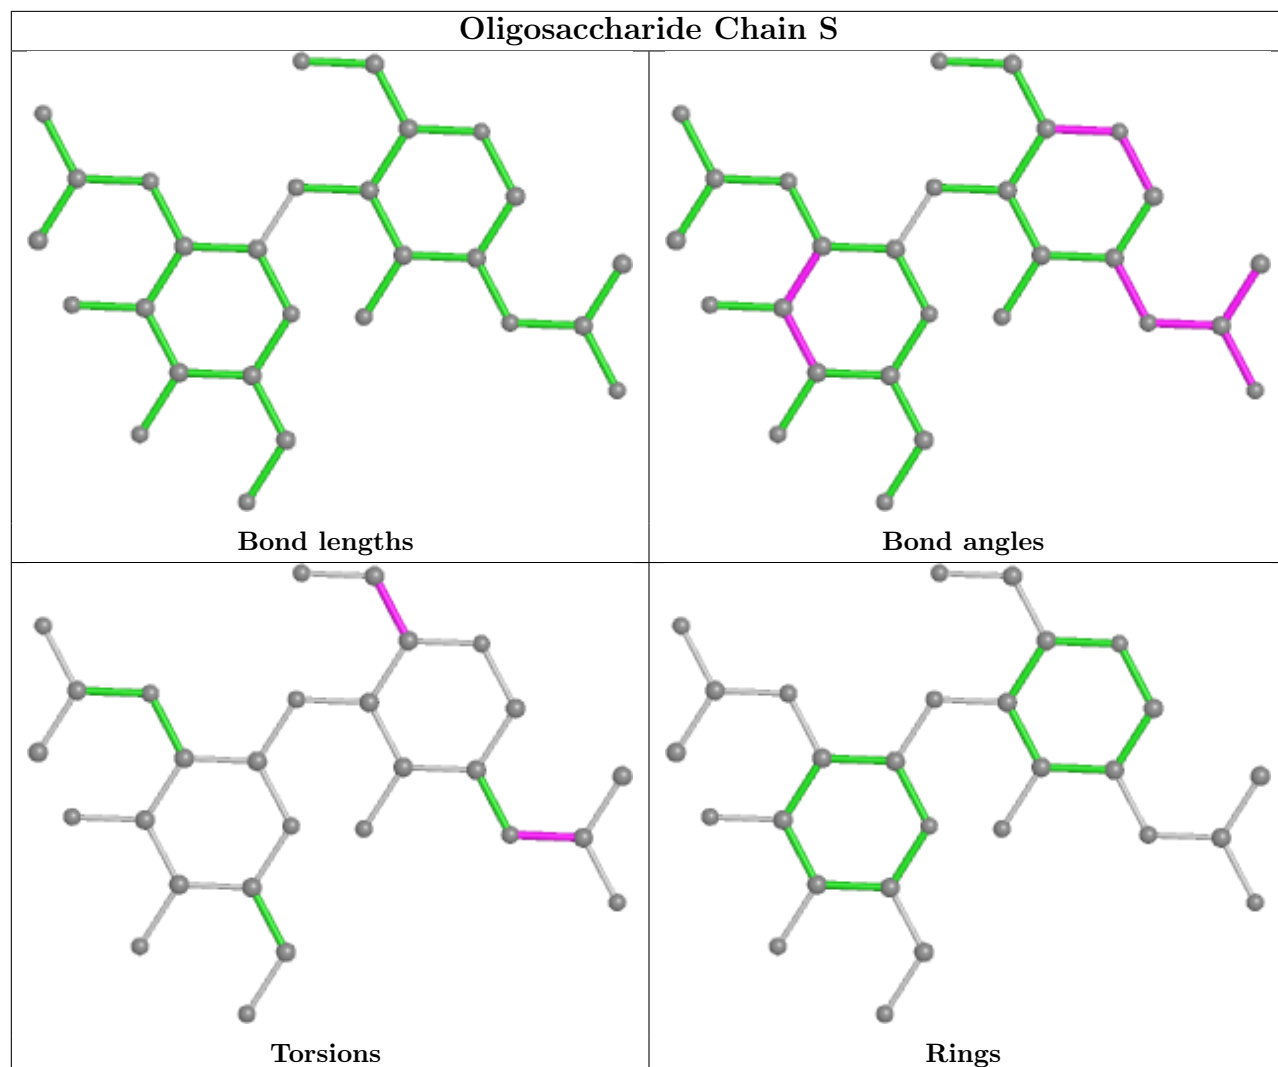 Oligosaccharide Chain S
Bond lengths
Bond angles
Torsions
Rings